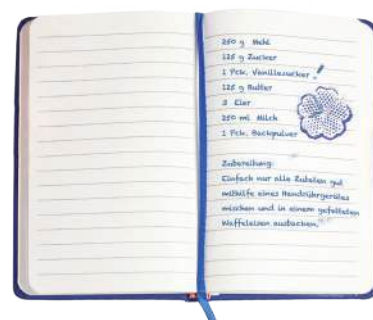 250 g Mehl
125 g Zucker
1 Pck. Vanillezucker!
125 g Butter
3 Eier
250 ml Milch
1 Pck. Backpulver
Zubereitung:
Einfach nur alle Zutaten gut
mithilfe eines Handrührgerätes
mischen und in einem gefetteten
Waffeleisen ausbacken.